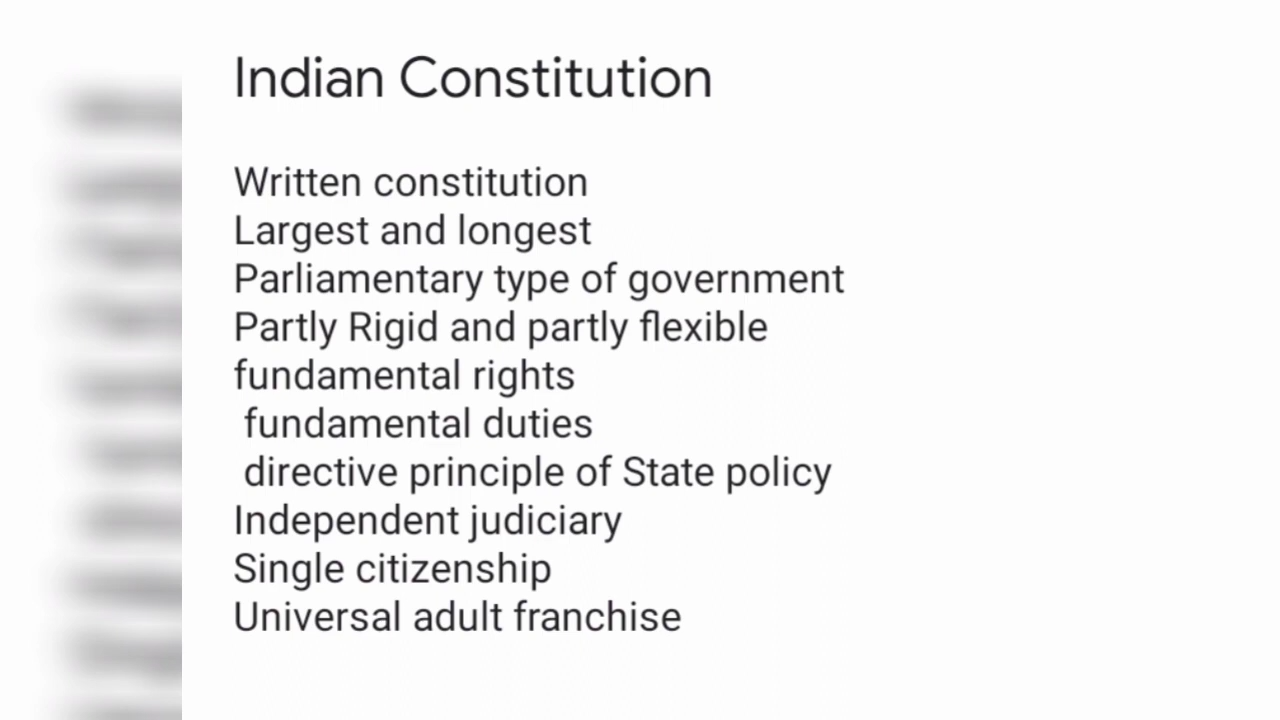 Indian Constitution
Written constitution
Largest and longest
Parliamentary type of government
Partly Rigid and partly flexible
fundamental rights
fundamental duties
directive principle of State policy
Independent judiciary
Single citizenship
Universal adult franchise